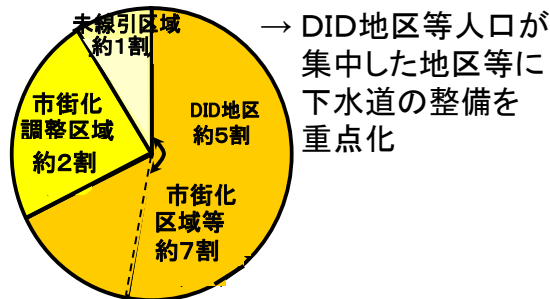 未線引区域
約1割
→ DID地区等人口が
集中した地区等に
下水道の整備を
重点化
市街化
調整区域
約2割
DID地区
約5割
市街化
区域等
約7割